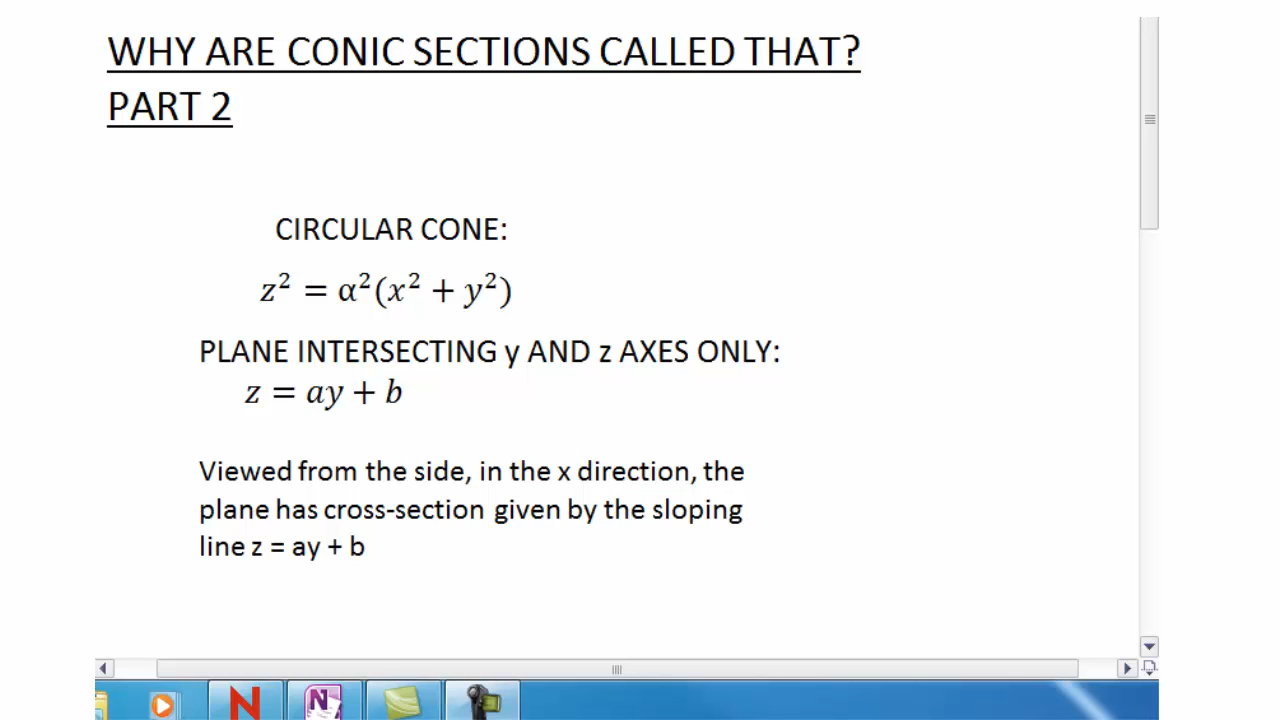 WHY ARE CONIC SECTIONS CALLED THAT?
PART 2
CIRCULAR CONE:
z² = α²(x² + y²)
PLANE INTERSECTING y AND z AXES ONLY:
z = ay + b
Viewed from the side, in the x direction, the
plane has cross-section given by the sloping
line z = ay + b
N
N